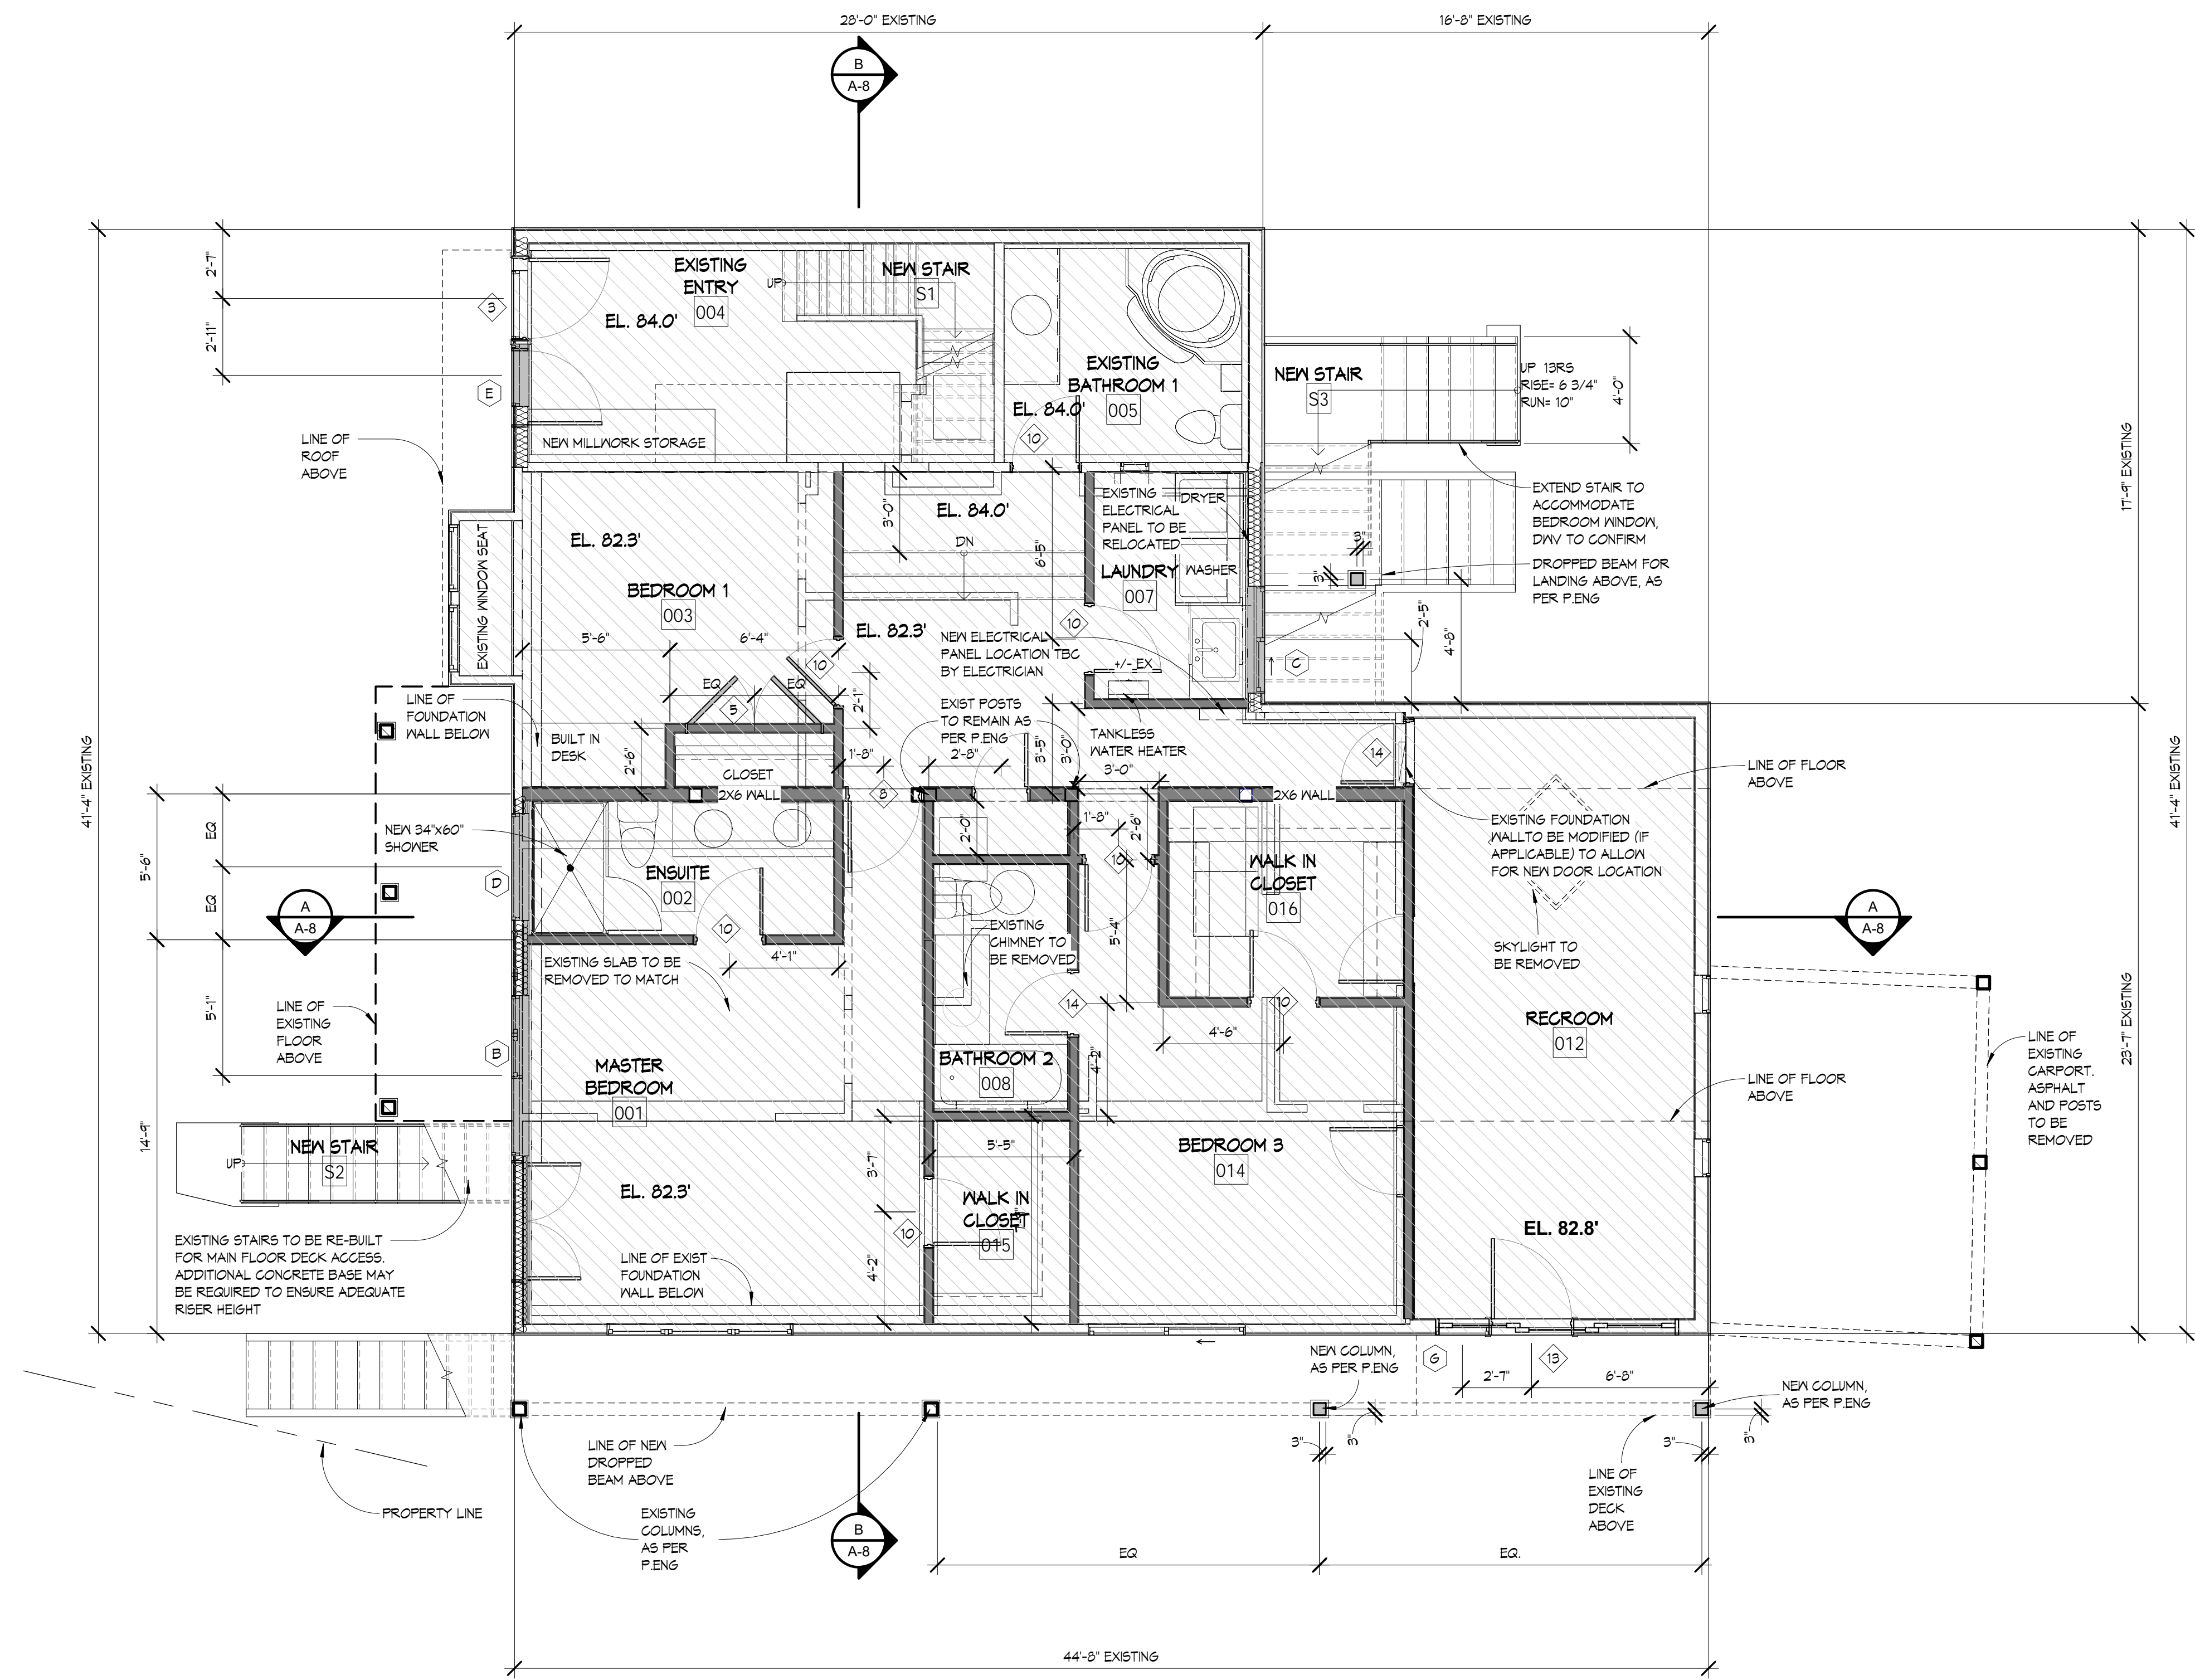 28'-0" EXISTING
16'-8" EXISTING
B
A-8
2'-7"
2'-11"
3
E
EXISTING
ENTRY
004
EL. 84.0'
UP
NEW STAIR
S1
EXISTING
BATHROOM 1
005
EL. 84.0'
10
NEW MILLWORK STORAGE
NEW STAIR
S3
UP 13RS
RISE= 6 3/4"
RUN= 10"
4'-0"
17'-9" EXISTING
LINE OF
ROOF
ABOVE
EXTEND STAIR TO
ACCOMMODATE
BEDROOM WINDOW,
DWV TO CONFIRM
DROPPED BEAM FOR
LANDING ABOVE, AS
PER P.ENG
3"
3"
2'-5"
4'-8"
EXISTING WINDOW SEAT
EL. 82.3'
BEDROOM 1
003
5'-6"
6'-4"
EQ
EQ
5
10
2'-1"
3'-0"
EL. 84.0'
DN
6'-5"
EL. 82.3'
EXISTING
ELECTRICAL
PANEL TO BE
RELOCATED
DRYER
LAUNDRY
WASHER
007
10
+/- EX
C
NEW ELECTRICAL
PANEL LOCATION TBC
BY ELECTRICIAN
EXIST POSTS
TO REMAIN AS
PER P.ENG
TANKLESS
WATER HEATER
LINE OF
FOUNDATION
WALL BELOW
BUILT IN
DESK
2'-6"
CLOSET
2X6 WALL
1'-8"
8
2'-8"
3'-5"
3'-0"
3'-0"
14
2X6 WALL
41'-4" EXISTING
41'-4" EXISTING
LINE OF FLOOR
ABOVE
EXISTING FOUNDATION
WALLTO BE MODIFIED (IF
APPLICABLE) TO ALLOW
FOR NEW DOOR LOCATION
5'-6"
EQ
EQ
NEW 34"x60"
SHOWER
D
ENSUITE
002
10
4'-1"
2'-0"
1'-8"
2'-6"
10
WALK IN
CLOSET
016
A
A-8
A
A-8
EXISTING
CHIMNEY TO
BE REMOVED
5'-4"
SKYLIGHT TO
BE REMOVED
EXISTING SLAB TO BE
REMOVED TO MATCH
5'-1"
LINE OF
EXISTING
FLOOR
ABOVE
B
14
10
4'-6"
4'-2"
RECROOM
012
23'-7" EXISTING
LINE OF
EXISTING
CARPORT.
ASPHALT
AND POSTS
TO BE
REMOVED
MASTER
BEDROOM
001
BATHROOM 2
008
LINE OF FLOOR
ABOVE
14'-9"
NEW STAIR
S2
UP
3'-7"
5'-5"
BEDROOM 3
014
EL. 82.3'
WALK IN
CLOSET
015
10
4'-2"
EL. 82.8'
EXISTING STAIRS TO BE RE-BUILT
FOR MAIN FLOOR DECK ACCESS.
ADDITIONAL CONCRETE BASE MAY
BE REQUIRED TO ENSURE ADEQUATE
RISER HEIGHT
LINE OF EXIST
FOUNDATION
WALL BELOW
NEW COLUMN,
AS PER P.ENG
G
13
2'-7"
6'-8"
NEW COLUMN,
AS PER P.ENG
3"
3"
3"
3"
LINE OF NEW
DROPPED
BEAM ABOVE
LINE OF
EXISTING
DECK
ABOVE
PROPERTY LINE
EXISTING
COLUMNS,
AS PER
P.ENG
B
A-8
EQ
EQ.
44'-8" EXISTING